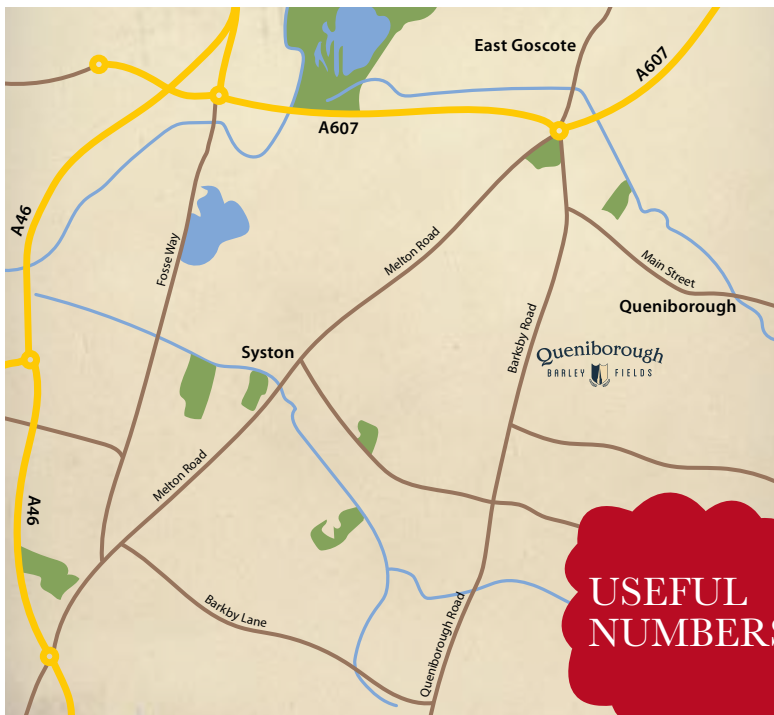 East Goscote
A607
A607
A46
Fosse Way
Melton Road
Main Street
Queniborough
Barksby Road
Syston
Queniborough
BARLEY FIELDS
Melton Road
A46
Barkby Lane
Queniborough Road
USEFUL
NUMBERS